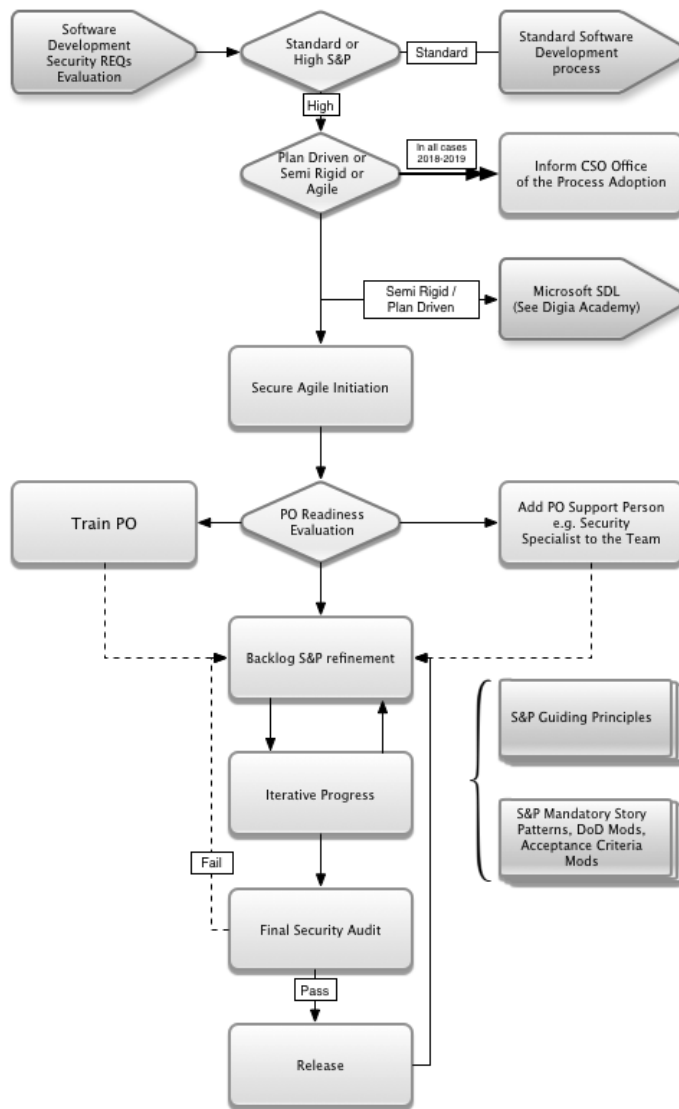 Software
Development
Security REQs
Evaluation
Standard or
High S&P
Standard
Standard Software
Development
process
High
Plan Driven or
Semi Rigid or
Agile
In all cases
2018-2019
Inform CSO Office
of the Process Adoption
Semi Rigid /
Plan Driven
Microsoft SDL
(See Digia Academy)
Secure Agile Initiation
Train PO
PO Readiness
Evaluation
Add PO Support Person
e.g. Security
Specialist to the Team
Backlog S&P refinement
S&P Guiding Principles
Iterative Progress
S&P Mandatory Story
Patterns, DoD Mods,
Acceptance Criteria
Mods
Fail
Final Security Audit
Pass
Release